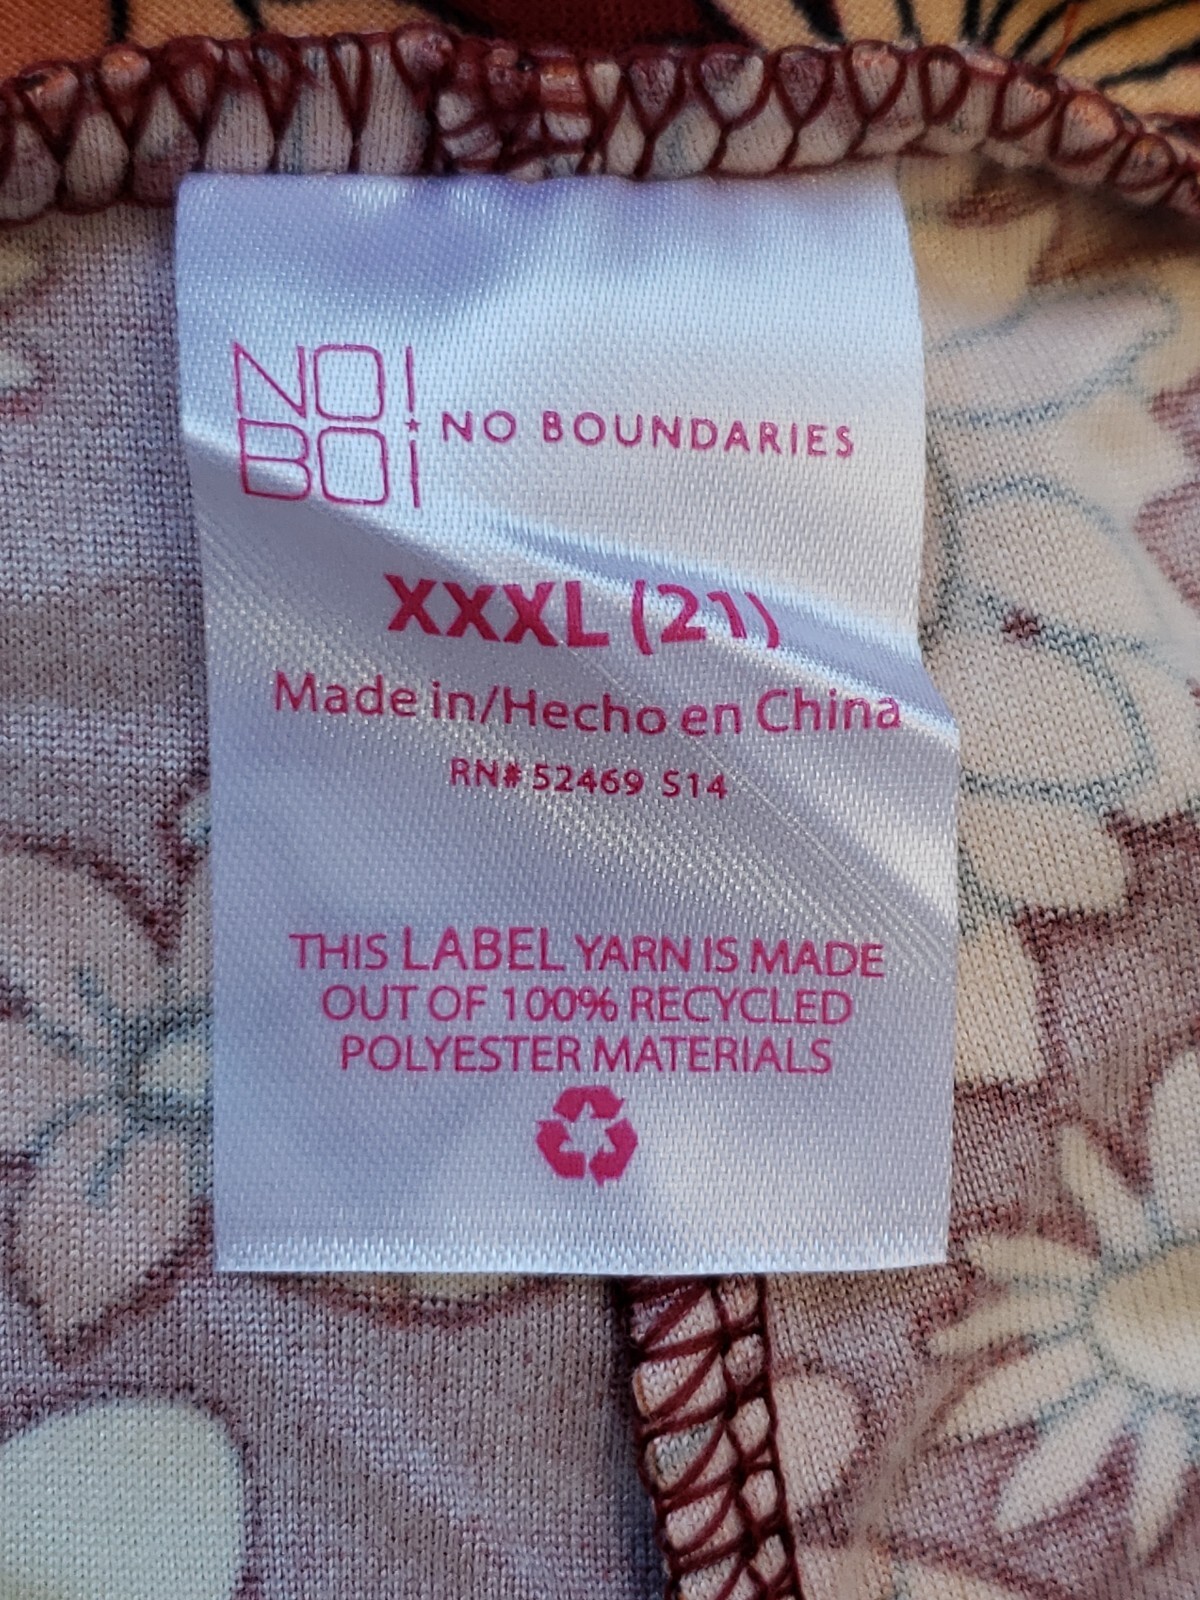 NO!
BO!
NO BOUNDARIES
XXXL (21)
Made in/Hecho en China
RN# 52469 S14
THIS LABEL YARN IS MADE
OUT OF 100% RECYCLED
POLYESTER MATERIALS